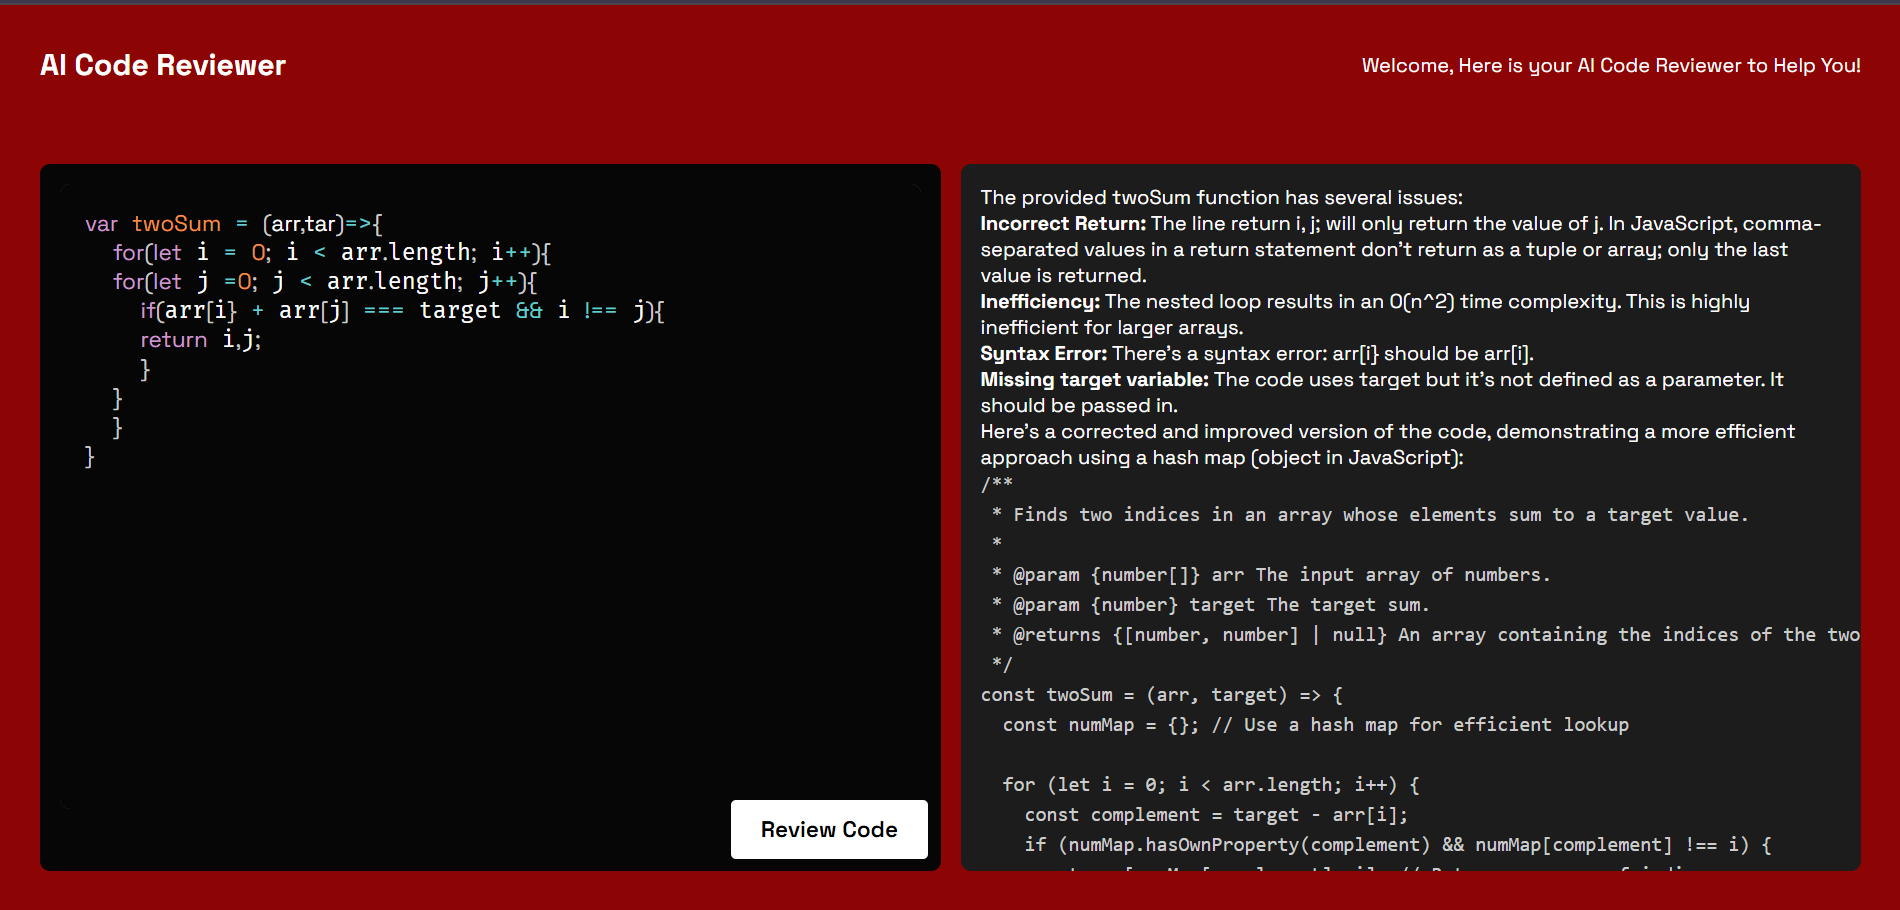 AI Code Reviewer
Welcome, Here is your AI Code Reviewer to Help You!
var twoSum = (arr,tar)=>{
for(let i = 0; i < arr.length; i++){
for(let j =0; j < arr.length; j++){
if(arr[i} + arr[j] === target && i !== j){
return i,j;
}
}
}
}
Review Code
The provided twoSum function has several issues:
Incorrect Return: The line return i, j; will only return the value of j. In JavaScript, comma-
separated values in a return statement don't return as a tuple or array; only the last
value is returned.
Inefficiency: The nested loop results in an O(n^2) time complexity. This is highly
inefficient for larger arrays.
Syntax Error: There's a syntax error: arr[i} should be arr[i].
Missing target variable: The code uses target but it's not defined as a parameter. It
should be passed in.
Here's a corrected and improved version of the code, demonstrating a more efficient
approach using a hash map (object in JavaScript):
/**
* Finds two indices in an array whose elements sum to a target value.
*
* @param {number[]} arr The input array of numbers.
* @param {number} target The target sum.
* @returns {[number, number] | null} An array containing the indices of the two
*/
const twoSum = (arr, target) => {
const numMap = {}; // Use a hash map for efficient lookup
for (let i = 0; i < arr.length; i++) {
const complement = target - arr[i];
if (numMap.hasOwnProperty(complement) && numMap[complement] !== i) {